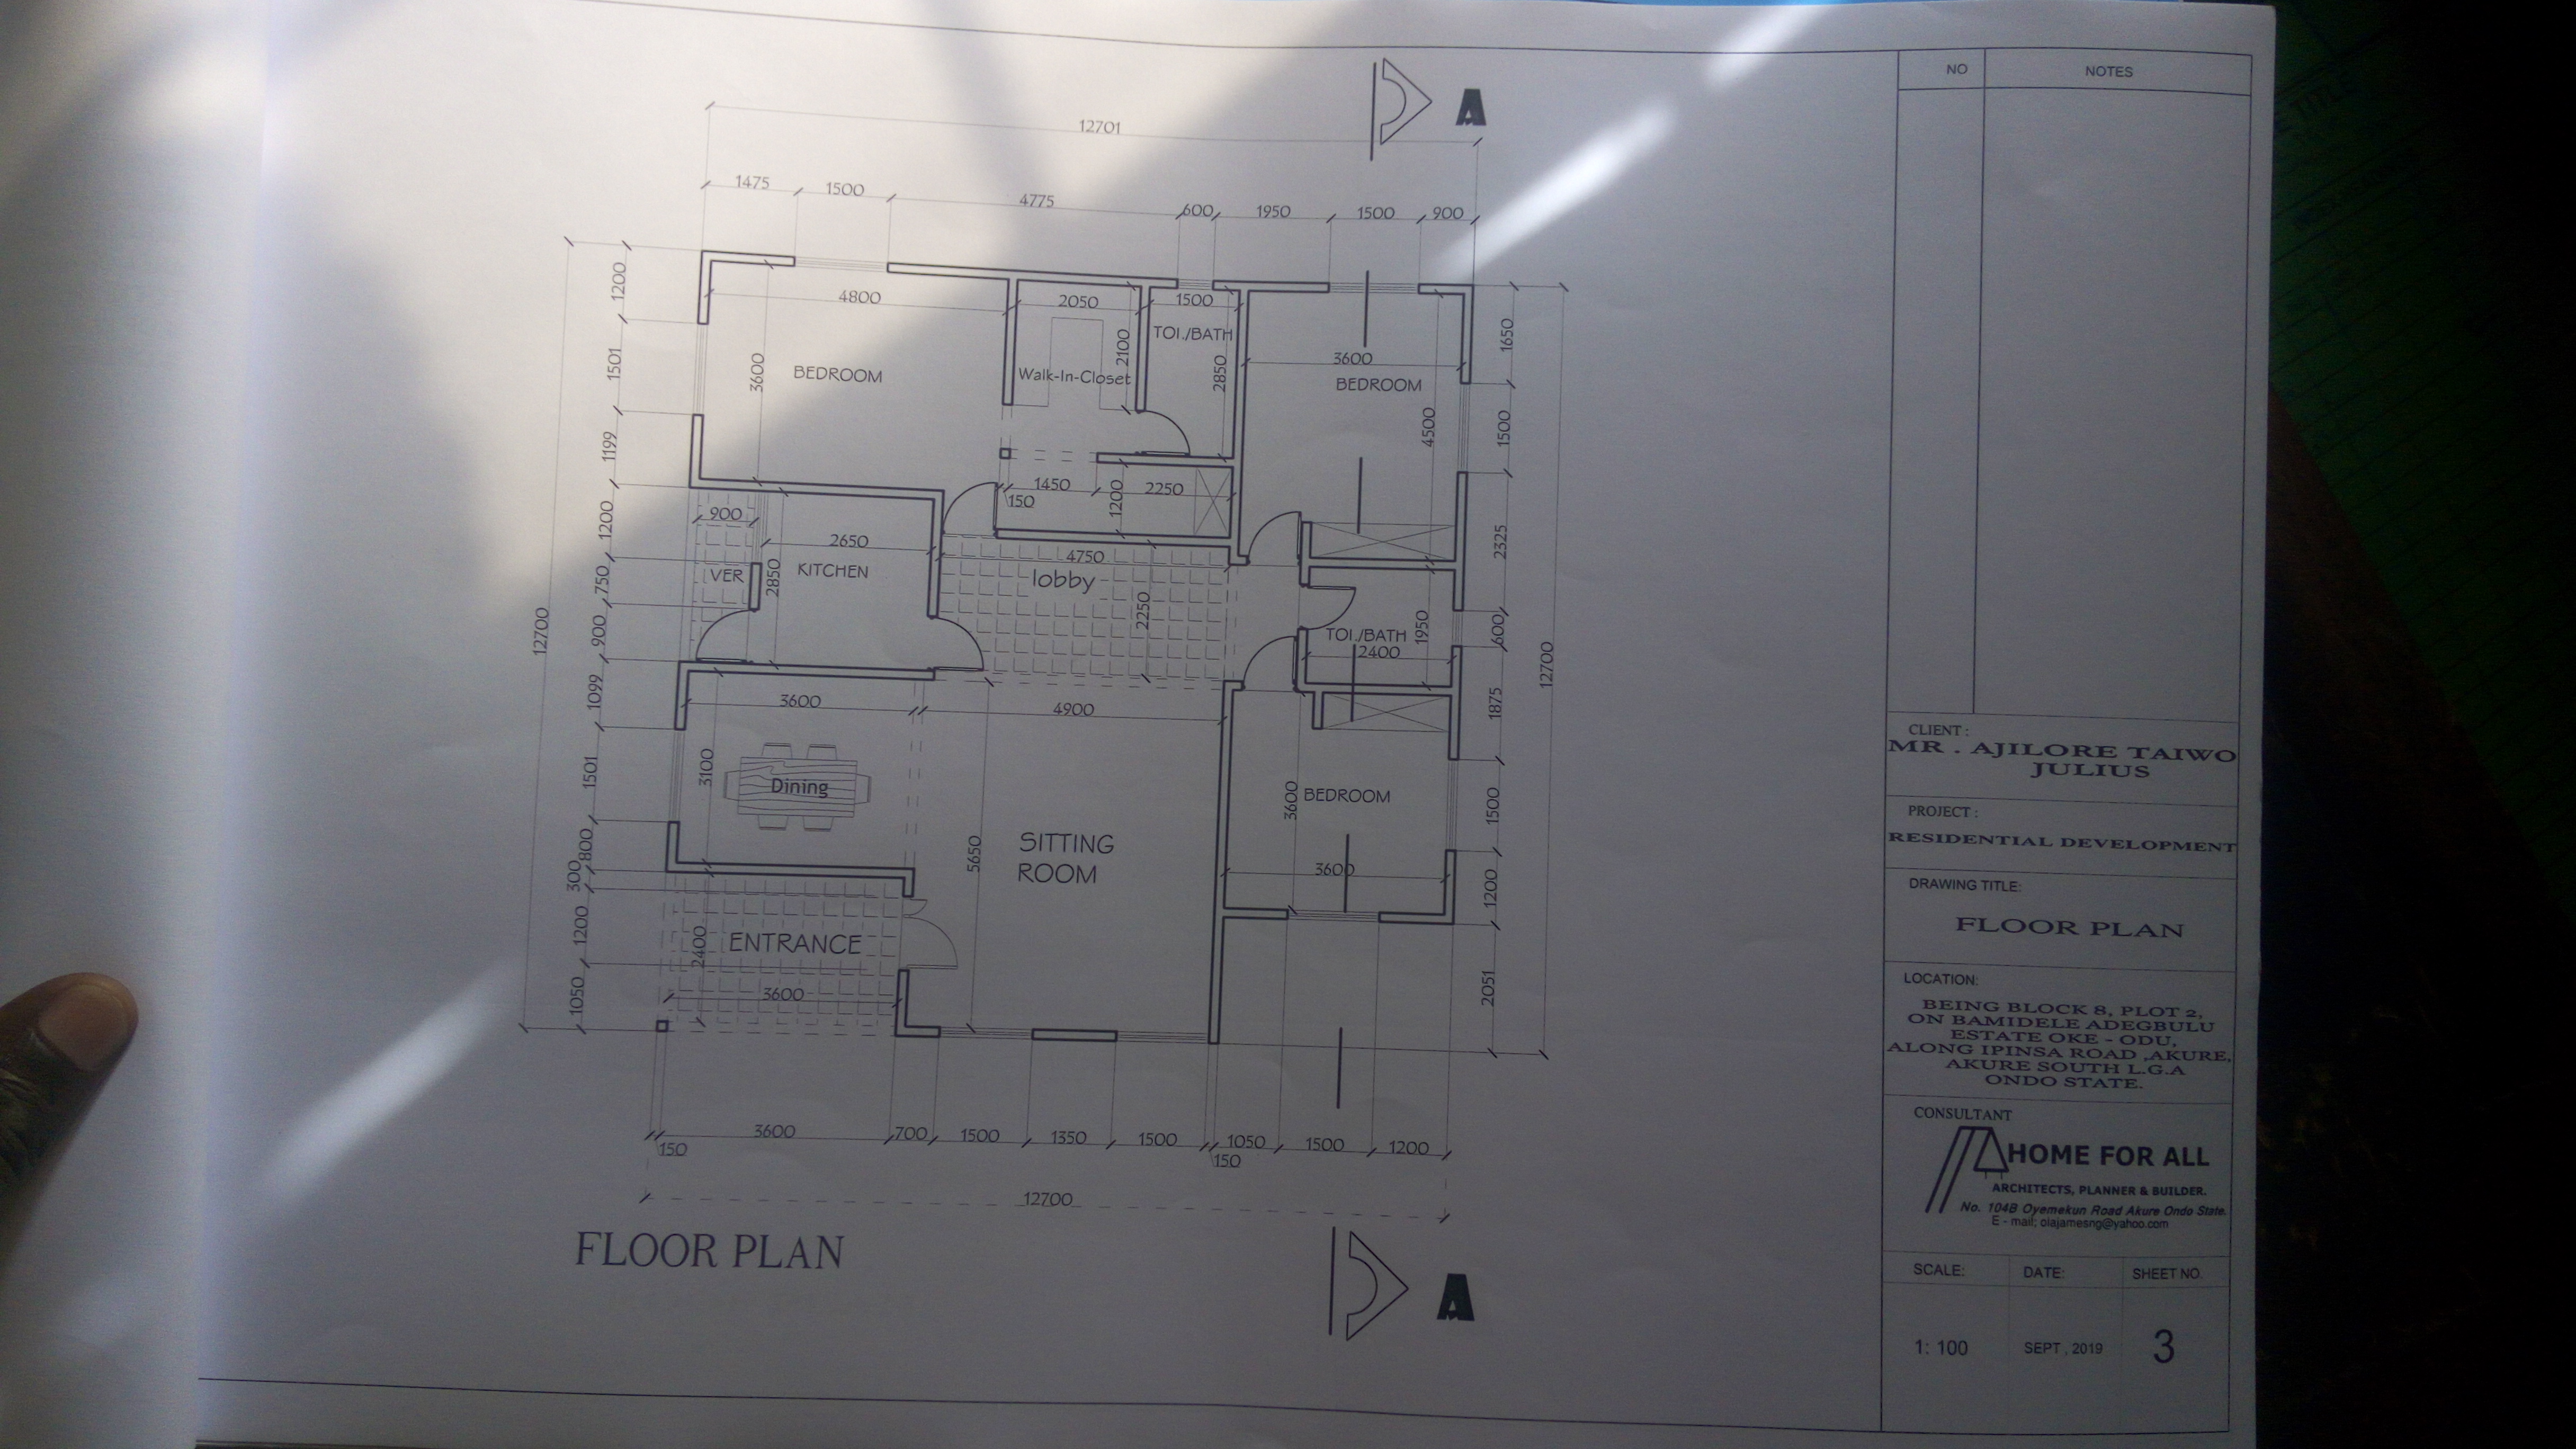 12701
1475 1500 4775 600 1950 1500 900
A
1200
1501
1199
1200
750
900
1099
1501
800
300
1200
1050
12700
4800
3600
BEDROOM
2050
2100
Walk-In-Closet
1500
TOI./BATH
2850
3600
BEDROOM
4500
1450
150
1200
2250
900
VER
2650
2850
KITCHEN
4750
lobby
2250
TOI./BATH
1950
2400
3600
4900
3100
Dining
5650
SITTING
ROOM
3600
BEDROOM
3600
ENTRANCE
2400
3600
1650
1500
2325
600
1875
1500
1200
2051
12700
150 3600 700 1500 1350 1500 150 1050 1500 1200
12700
FLOOR PLAN
A
NO NOTES
CLIENT :
MR . AJILORE TAIWO
JULIUS
PROJECT :
RESIDENTIAL DEVELOPMENT
DRAWING TITLE:
FLOOR PLAN
LOCATION:
BEING BLOCK 8, PLOT 2,
ON BAMIDELE ADEGBULU
ESTATE OKE - ODU,
ALONG IPINSA ROAD ,AKURE,
AKURE SOUTH L.G.A
ONDO STATE.
CONSULTANT
HOME FOR ALL
ARCHITECTS, PLANNER & BUILDER.
No. 104B Oyemekun Road Akure Ondo State.
E - mail; olajamesng@yahoo.com
SCALE: DATE: SHEET NO.
1: 100 SEPT , 2019 3